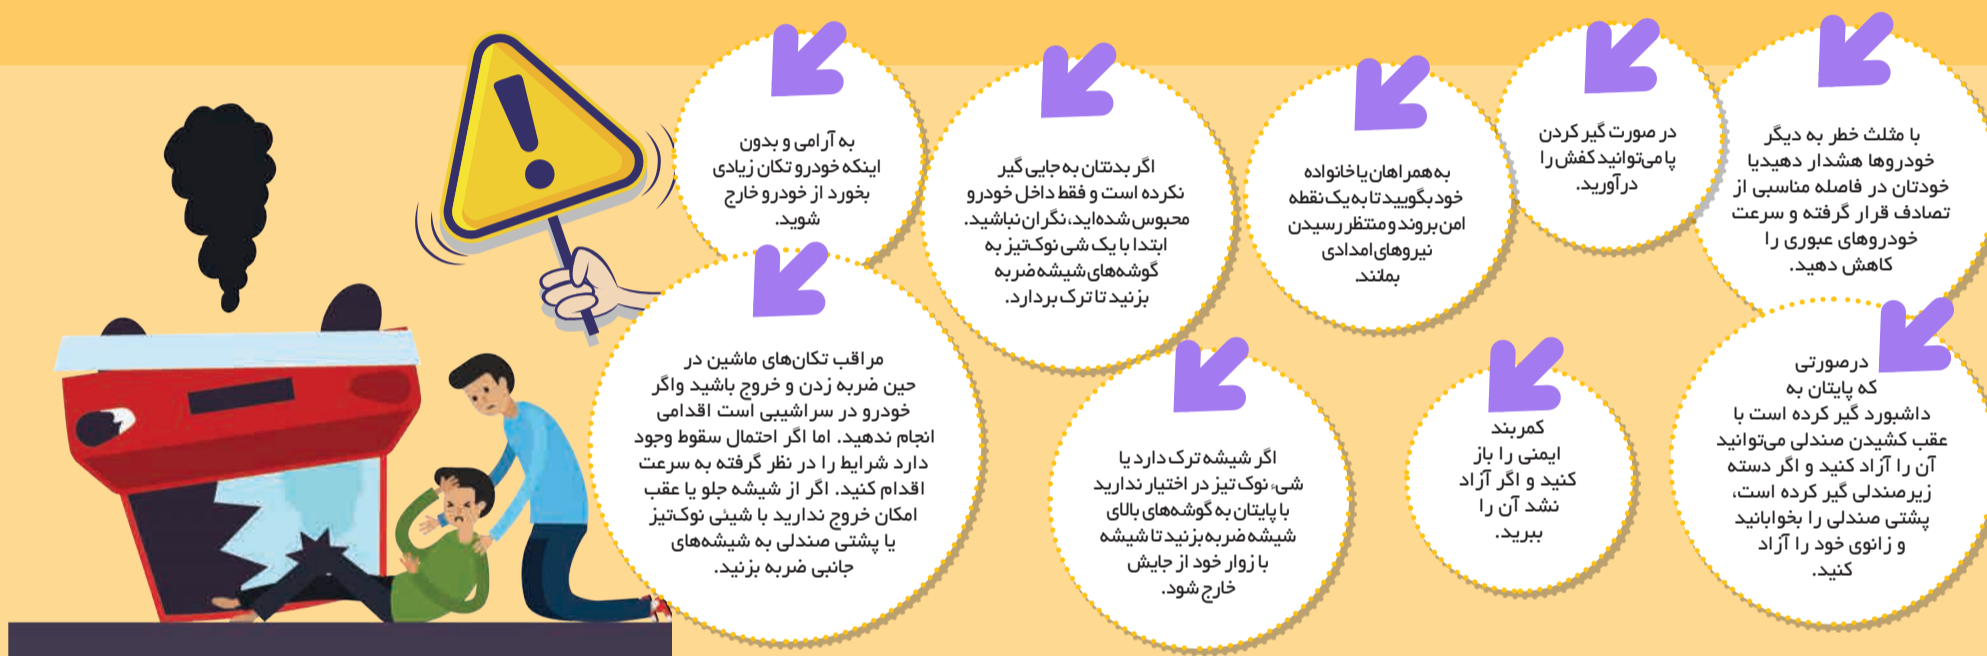 با مثلث خطر به دیگر
خودروها هشدار دهیدیا
خودتان در فاصله مناسبی از
تصادف قرار گرفته و سرعت
خودروهای عبوری را
کاهش دهید.
در صورت گیر کردن
پا می‌توانید کفش را
درآورید.
به همراهان یا خانواده
خود بگویید تا به یک نقطه
امن بروند و منتظر رسیدن
نیروهای امدادی
بمانند.
اگر بدنتان به جایی گیر
نکرده است و فقط داخل خودرو
محبوس شده‌اید، نگران نباشید.
ابتدا با یک شی نوک‌تیز به
گوشه‌های شیشه ضربه
بزنید تا ترک بردارد.
به آرامی و بدون
اینکه خودرو تکان زیادی
بخورد از خودرو خارج
شوید.
درصورتی
که پایتان به
داشبورد گیر کرده است با
عقب کشیدن صندلی می‌توانید
آن را آزاد کنید و اگر دسته
زیرصندلی گیر کرده است،
پشتی صندلی را بخوابانید
و زانوی خود را آزاد
کنید.
کمربند
ایمنی را باز
کنید و اگر آزاد
نشد آن را
ببرید.
اگر شیشه ترک دارد یا
شیء نوک تیز در اختیار ندارید
با پایتان به گوشه‌های بالای
شیشه ضربه بزنید تا شیشه
با زوار خود از جایش
خارج شود.
مراقب تکان‌های ماشین در
حین ضربه زدن و خروج باشید واگر
خودرو در سراشیبی است اقدامی
انجام ندهید. اما اگر احتمال سقوط وجود
دارد شرایط را در نظر گرفته به سرعت
اقدام کنید. اگر از شیشه جلو یا عقب
امکان خروج ندارید با شیئی نوک‌تیز
یا پشتی صندلی به شیشه‌های
جانبی ضربه بزنید.